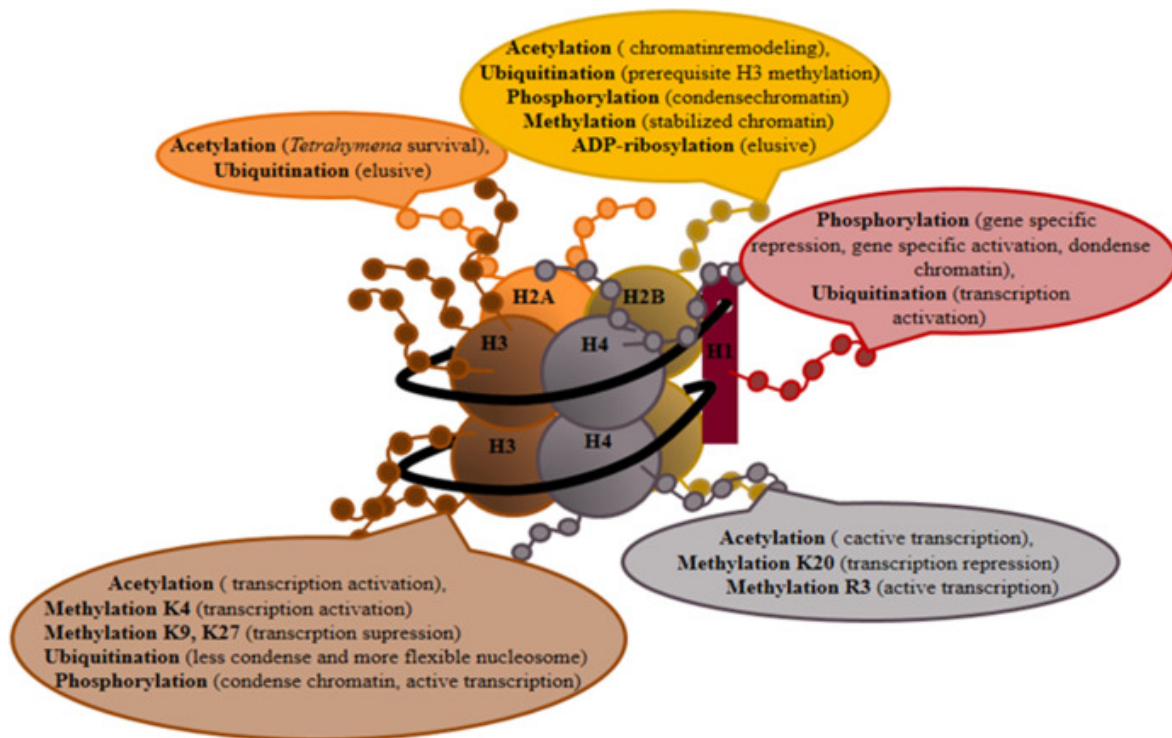 Acetylation ( chromatinremodeling),
Ubiquitination (prerequisite H3 methylation)
Phosphorylation (condensechromatin)
Methylation (stabilized chromatin)
ADP-ribosylation (elusive)
Acetylation (Tetrahymena survival),
Ubiquitination (elusive)
Phosphorylation (gene specific
repression, gene specific activation, dondense
chromatin),
Ubiquitination (transcription
activation)
H2A
H2B
H3
H4
H1
H3
H4
Acetylation ( cactive transcription),
Methylation K20 (transcription repression)
Methylation R3 (active transcription)
Acetylation ( transcription activation),
Methylation K4 (transcription activation)
Methylation K9, K27 (transcrption supression)
Ubiquitination (less condense and more flexible nucleosome)
Phosphorylation (condense chromatin, active transcription)